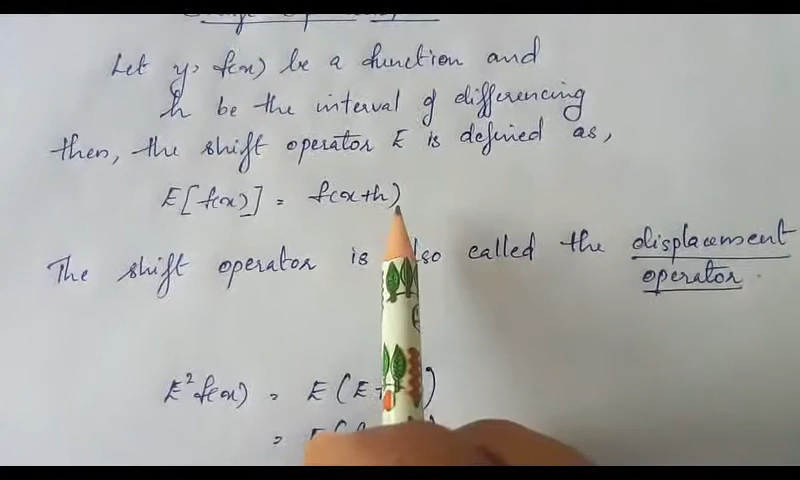 Let y = f(x) be a function and
h be the interval of differencing
then, the shift operator E is defined as,
E[f(x)] = f(x+h)
The shift operator is also called the displacement
operator.
E²f(x) = E(E
=